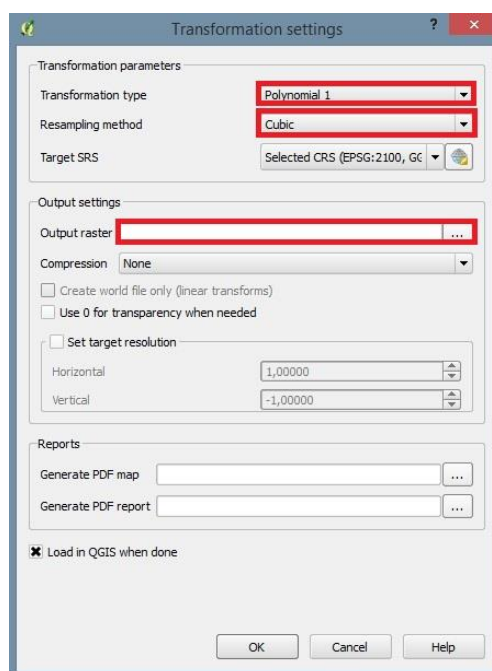 Transformation settings ? ×
Transformation parameters
Transformation type Polynomial 1
Resampling method Cubic
Target SRS Selected CRS (EPSG:2100, GG
Output settings
Output raster ...
Compression None
Create world file only (linear transforms)
Use 0 for transparency when needed
Set target resolution
Horizontal 1,00000
Vertical -1,00000
Reports
Generate PDF map ...
Generate PDF report ...
Load in QGIS when done
OK Cancel Help